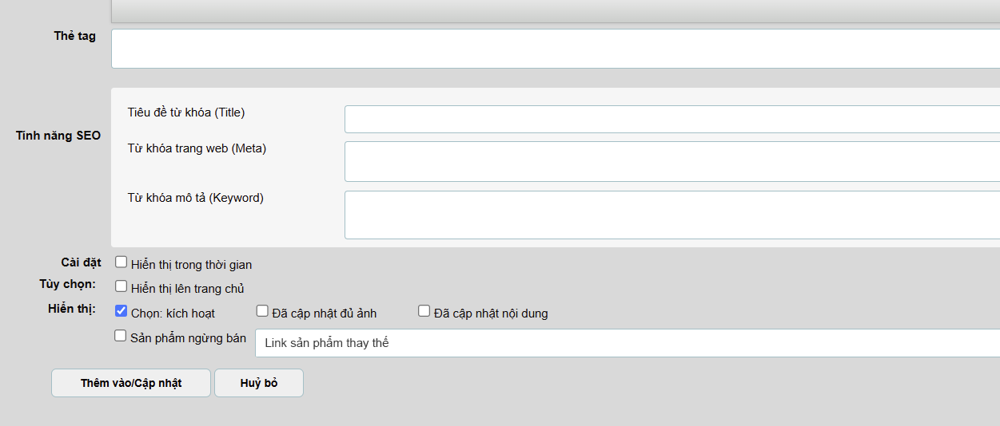 Thẻ tag
Tính năng SEO
Tiêu đề từ khóa (Title)
Từ khóa trang web (Meta)
Từ khóa mô tả (Keyword)
Cài đặt
Hiển thị trong thời gian
Tùy chọn:
Hiển thị lên trang chủ
Hiển thị:
Chọn: kích hoạt
Đã cập nhật đủ ảnh
Đã cập nhật nội dung
Sản phẩm ngừng bán
Link sản phẩm thay thế
Thêm vào/Cập nhật
Huỷ bỏ